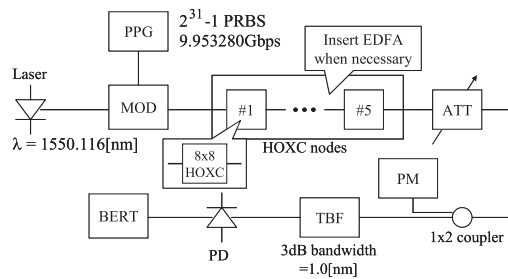 PPG
2^31-1 PRBS
9.953280Gbps
Insert EDFA
when necessary
Laser
MOD
#1
•••
#5
ATT
λ = 1550.116[nm]
8x8
HOXC
HOXC nodes
PM
BERT
PD
TBF
3dB bandwidth
=1.0[nm]
1x2 coupler